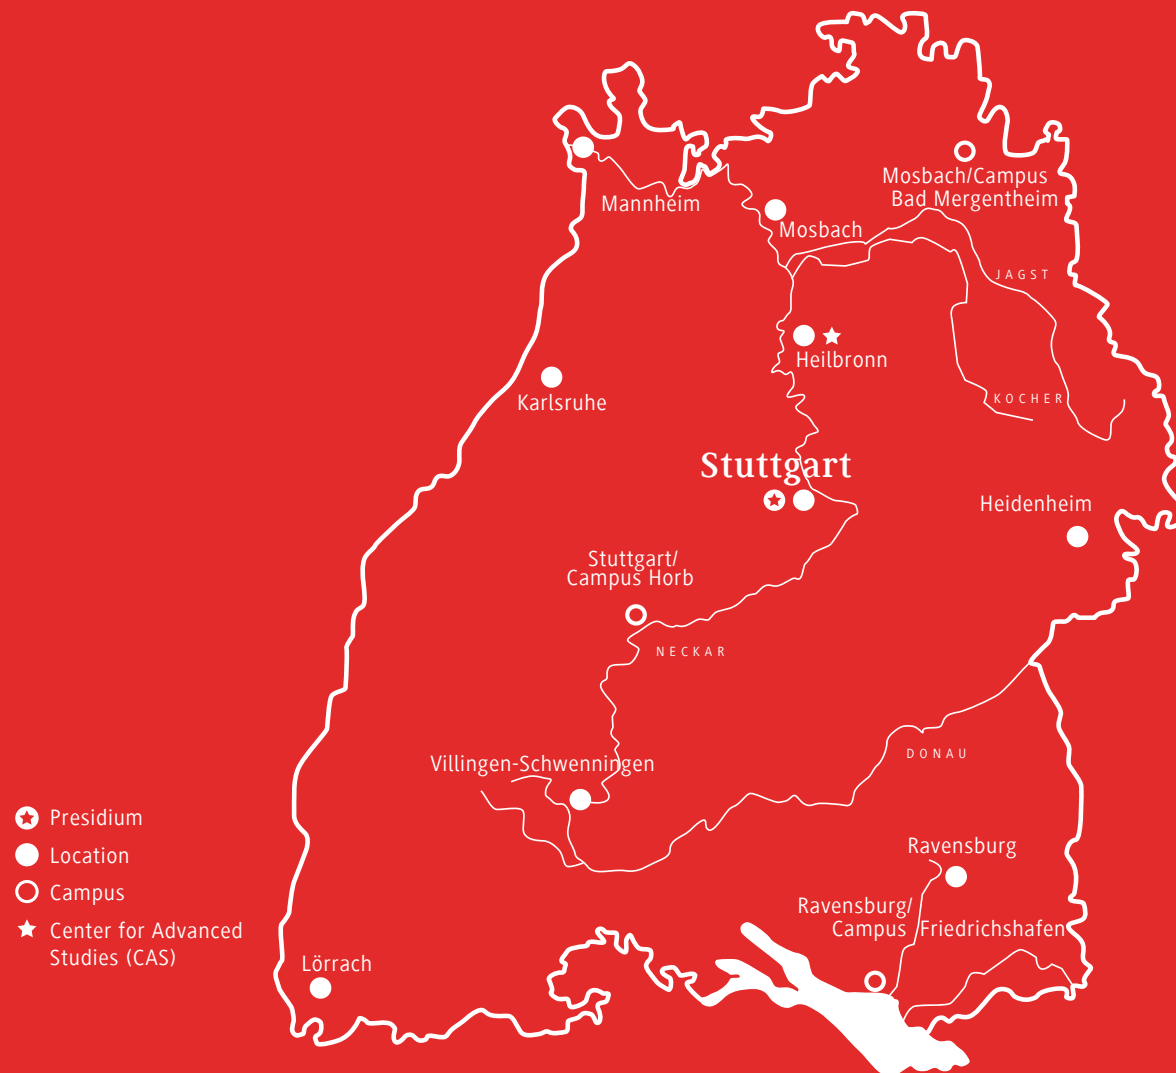 Mannheim
Mosbach/Campus
Bad Mergentheim
Mosbach
JAGST
Heilbronn
KOCHER
Karlsruhe
Stuttgart
Heidenheim
Stuttgart/
Campus Horb
NECKAR
DONAU
Villingen-Schwenningen
Presidium
Location
Campus
Center for Advanced
Studies (CAS)
Ravensburg
Ravensburg/
Campus Friedrichshafen
Lörrach